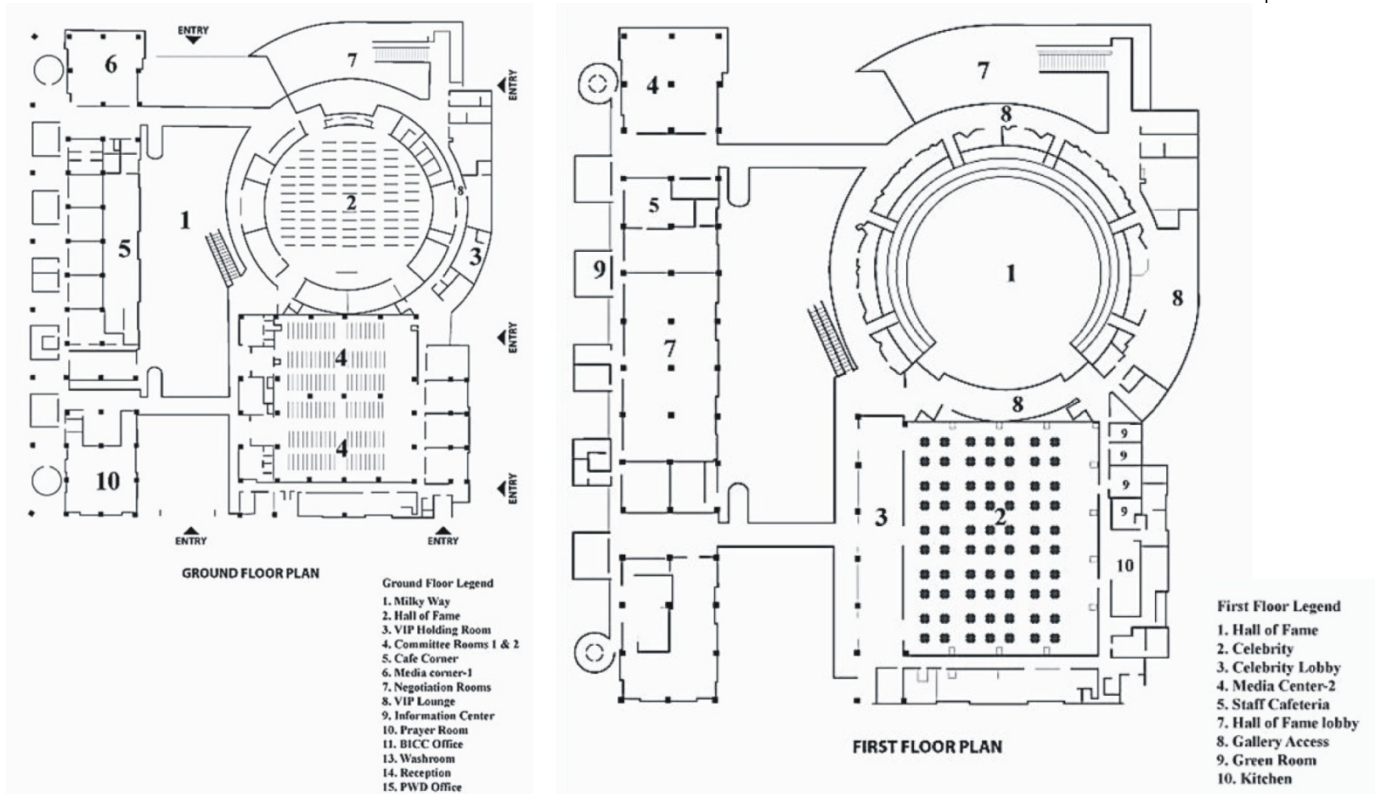 ENTRY
6
7
ENTRY
1
2
8
5
3
4
ENTRY
4
10
ENTRY
ENTRY
ENTRY
GROUND FLOOR PLAN
Ground Floor Legend
1. Milky Way
2. Hall of Fame
3. VIP Holding Room
4. Committee Rooms 1 & 2
5. Cafe Corner
6. Media corner-1
7. Negotiation Rooms
8. VIP Lounge
9. Information Center
10. Prayer Room
11. BICC Office
13. Washroom
14. Reception
15. PWD Office
4
7
8
5
9
1
8
7
8
9
9
9
9
3
2
10
FIRST FLOOR PLAN
First Floor Legend
1. Hall of Fame
2. Celebrity
3. Celebrity Lobby
4. Media Center-2
5. Staff Cafeteria
7. Hall of Fame lobby
8. Gallery Access
9. Green Room
10. Kitchen